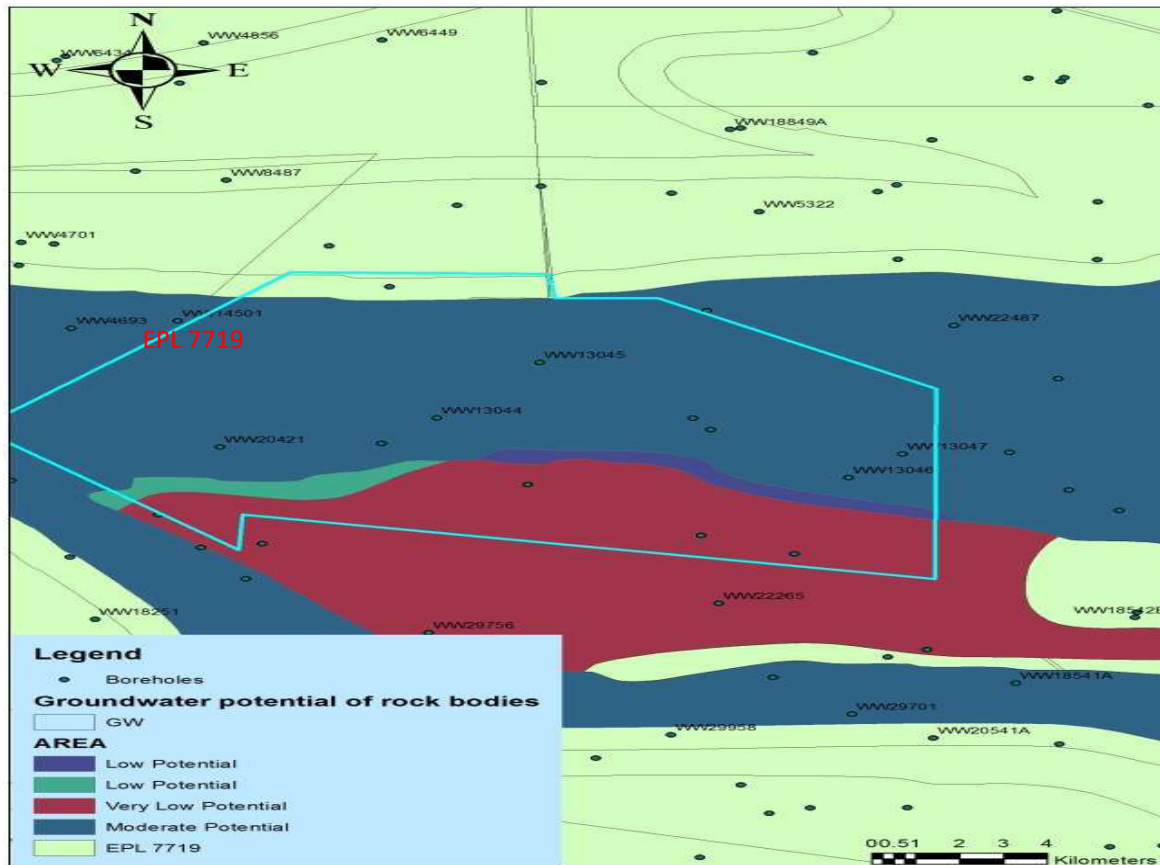 N
WW4856
WW6449
WW6434
W
E
S
WW18849A
WW8487
WW5322
WW4701
WW14501
WW4693
WW22487
EPL 7719
WW13045
WW13044
WW20421
WW13047
WW13046
WW22265
WW18542B
WW18251
WW29756
Legend
Boreholes
Groundwater potential of rock bodies
GW
AREA
Low Potential
Low Potential
Very Low Potential
Moderate Potential
EPL 7719
WW18541A
WW29701
WW29958
WW20541A
00.51 2 3 4
Kilometers